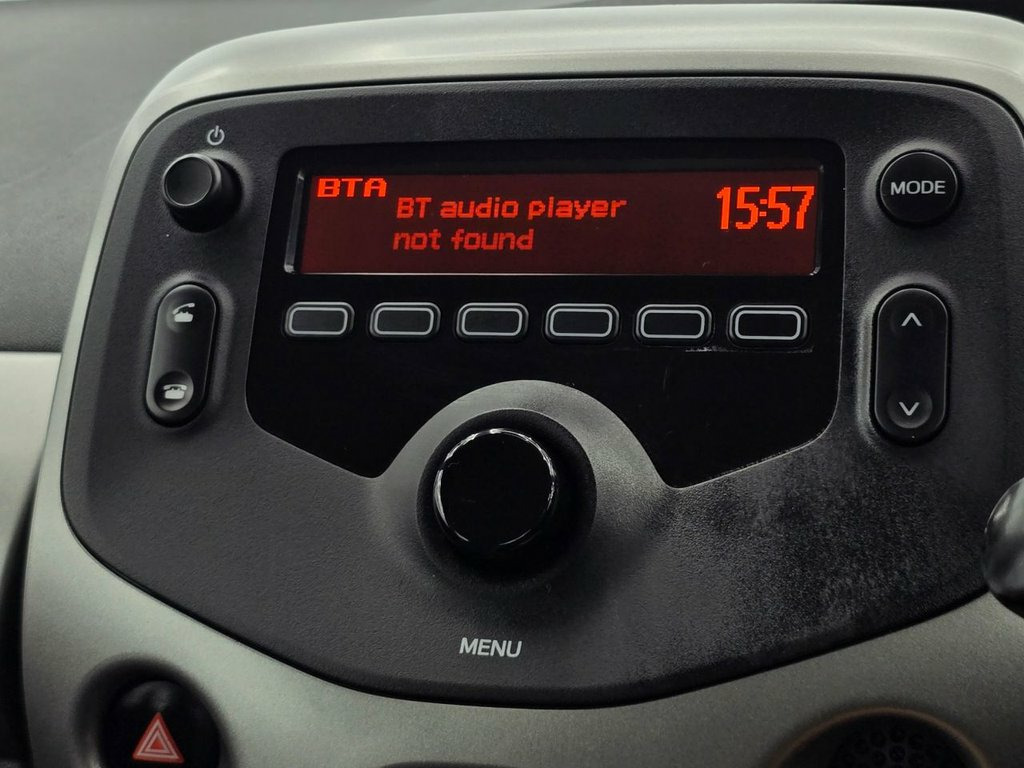 BTA
BT audio player
not found
15:57
MODE
MENU